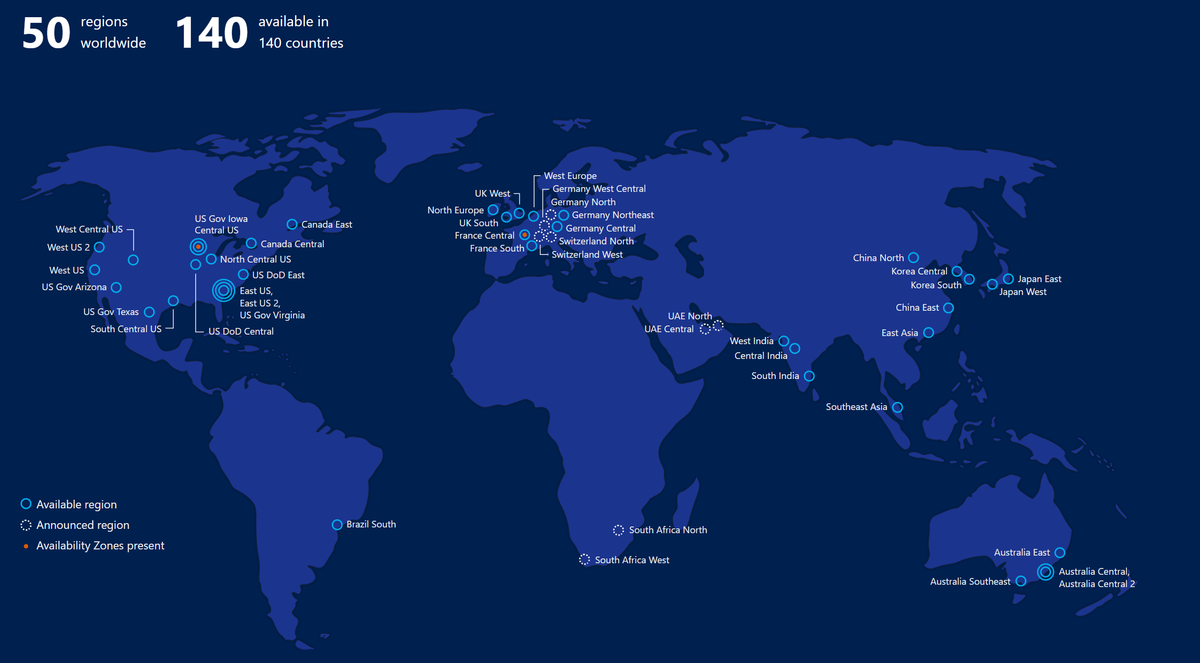 50 regions worldwide
140 available in 140 countries
West Europe
Germany West Central
UK West
Germany North
North Europe
Germany Northeast
UK South
Germany Central
France Central
Switzerland North
France South
Switzerland West
US Gov Iowa
Central US
West Central US
Canada East
West US 2
Canada Central
North Central US
West US
US DoD East
US Gov Arizona
East US,
East US 2,
US Gov Virginia
US Gov Texas
South Central US
US DoD Central
China North
Korea Central
Korea South
Japan East
Japan West
China East
East Asia
UAE North
UAE Central
West India
Central India
South India
Southeast Asia
Available region
Announced region
Availability Zones present
Brazil South
South Africa North
South Africa West
Australia East
Australia Central,
Australia Central 2
Australia Southeast